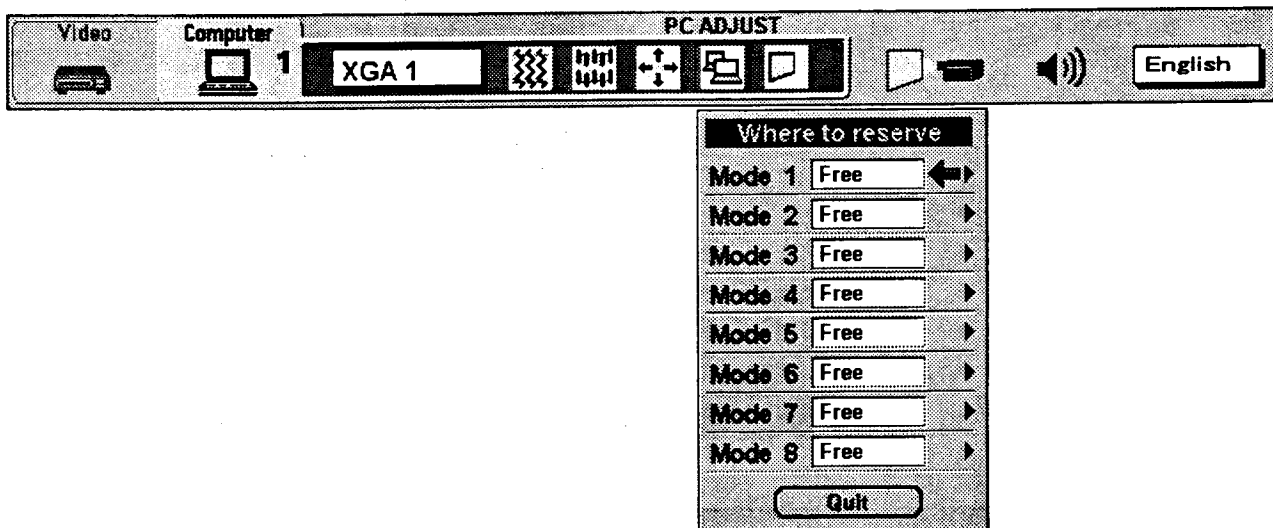 Video
Computer
1
XGA 1
PC ADJUST
English
Where to reserve
Mode 1 Free
Mode 2 Free
Mode 3 Free
Mode 4 Free
Mode 5 Free
Mode 6 Free
Mode 7 Free
Mode 8 Free
Quit